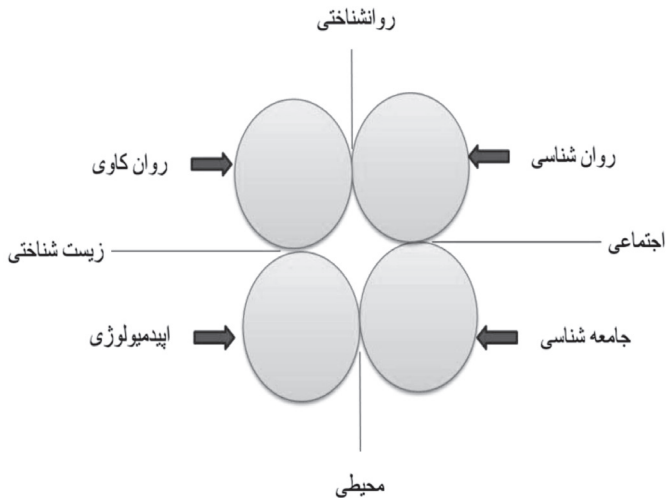 روانشناختی
روان شناسی
روان کاوی
اجتماعی
زیست شناختی
جامعه شناسی
اپیدمیولوژی
محیطی